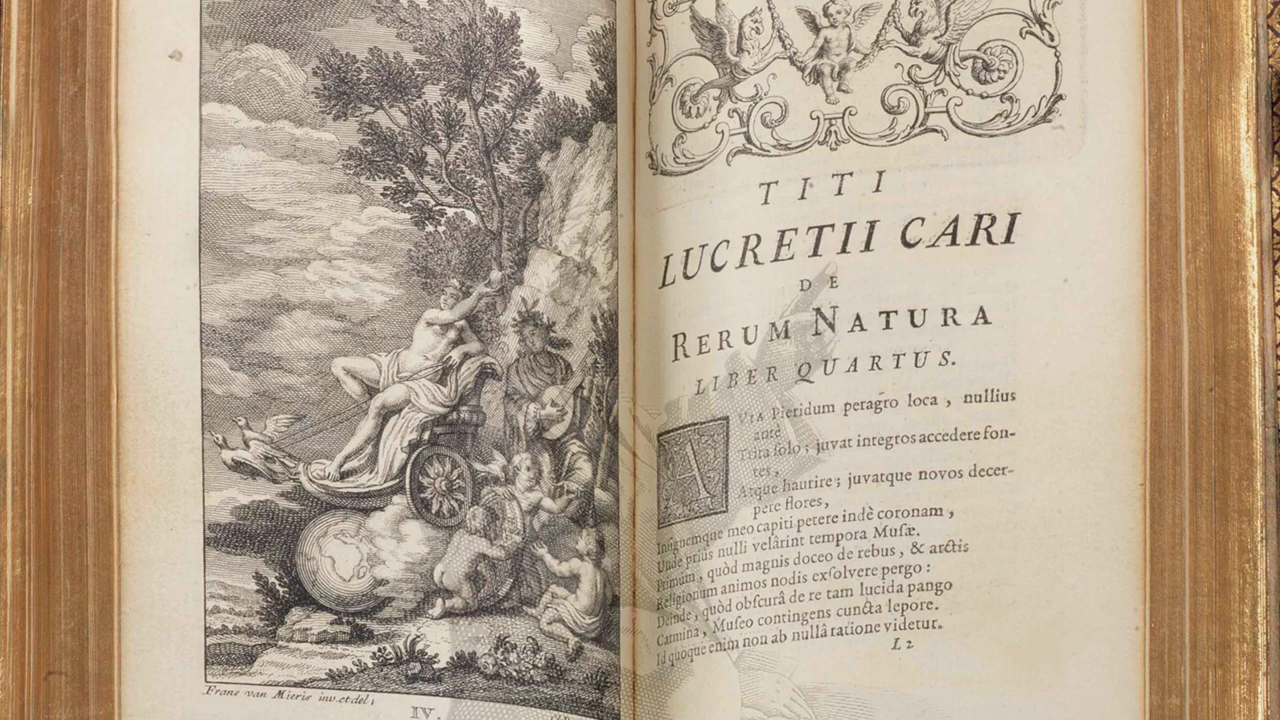 Frans van Mieris inv. et del;
IV.
TITI
LUCRETII CARI
DE
RERUM NATURA
LIBER QUARTUS.
AVIA Pieridum peragro loca, nullius
antè
Trita ſolo; juvat integros accedere fon-
tes,
Atque haurire; juvatque novos decer-
pere flores,
Inſignemque meo capiti petere indè coronam,
Unde prius nulli velârint tempora Muſæ.
Primum, quòd magnis doceo de rebus, & arctis
Religionum animos nodis exſolvere pergo:
Deinde, quòd obſcurâ de re tam lucida pango
Carmina, Muſeo contingens cuncta lepore.
Id quoque enim non ab nullâ ratione videtur.
L 2